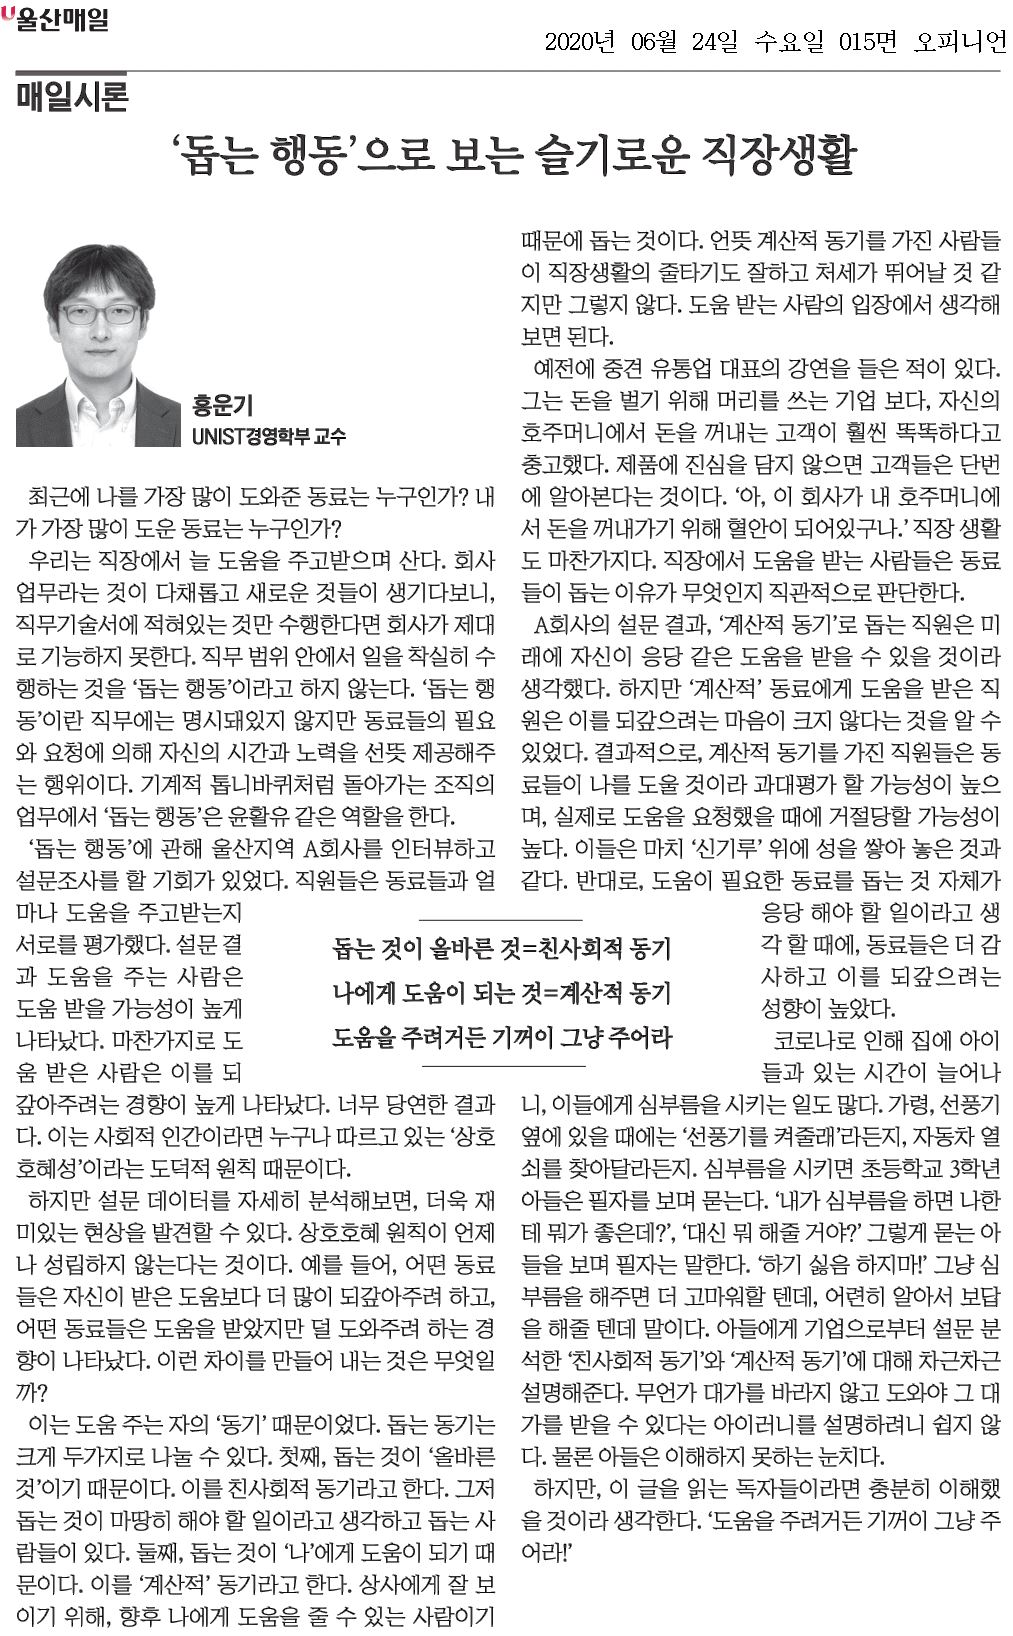 울산매일
2020년 06월 24일 수요일 015면 오피니언
매일시론
‘돕는 행동’으로 보는 슬기로운 직장생활
홍운기
UNIST경영학부 교수
최근에 나를 가장 많이 도와준 동료는 누구인가? 내
가 가장 많이 도운 동료는 누구인가?
우리는 직장에서 늘 도움을 주고받으며 산다. 회사
업무라는 것이 다채롭고 새로운 것들이 생기다보니,
직무기술서에 적혀있는 것만 수행한다면 회사가 제대
로 기능하지 못한다. 직무 범위 안에서 일을 착실히 수
행하는 것을 ‘돕는 행동’이라고 하지 않는다. ‘돕는 행
동’이란 직무에는 명시돼있지 않지만 동료들의 필요
와 요청에 의해 자신의 시간과 노력을 선뜻 제공해주
는 행위이다. 기계적 톱니바퀴처럼 돌아가는 조직의
업무에서 ‘돕는 행동’은 윤활유 같은 역할을 한다.
‘돕는 행동’에 관해 울산지역 A회사를 인터뷰하고
설문조사를 할 기회가 있었다. 직원들은 동료들과 얼
마나 도움을 주고받는지
서로를 평가했다. 설문 결
과 도움을 주는 사람은
도움 받을 가능성이 높게
나타났다. 마찬가지로 도
움 받은 사람은 이를 되
갚아주려는 경향이 높게 나타났다. 너무 당연한 결과
다. 이는 사회적 인간이라면 누구나 따르고 있는 ‘상호
호혜성’이라는 도덕적 원칙 때문이다.
하지만 설문 데이터를 자세히 분석해보면, 더욱 재
미있는 현상을 발견할 수 있다. 상호호혜 원칙이 언제
나 성립하지 않는다는 것이다. 예를 들어, 어떤 동료
들은 자신이 받은 도움보다 더 많이 되갚아주려 하고,
어떤 동료들은 도움을 받았지만 덜 도와주려 하는 경
향이 나타났다. 이런 차이를 만들어 내는 것은 무엇일
까?
이는 도움 주는 자의 ‘동기’ 때문이었다. 돕는 동기는
크게 두가지로 나눌 수 있다. 첫째, 돕는 것이 ‘올바른
것’이기 때문이다. 이를 친사회적 동기라고 한다. 그저
돕는 것이 마땅히 해야 할 일이라고 생각하고 돕는 사
람들이 있다. 둘째, 돕는 것이 ‘나’에게 도움이 되기 때
문이다. 이를 ‘계산적’ 동기라고 한다. 상사에게 잘 보
이기 위해, 향후 나에게 도움을 줄 수 있는 사람이기
돕는 것이 올바른 것=친사회적 동기
나에게 도움이 되는 것=계산적 동기
도움을 주려거든 기꺼이 그냥 주어라
때문에 돕는 것이다. 언뜻 계산적 동기를 가진 사람들
이 직장생활의 줄타기도 잘하고 처세가 뛰어날 것 같
지만 그렇지 않다. 도움 받는 사람의 입장에서 생각해
보면 된다.
예전에 중견 유통업 대표의 강연을 들은 적이 있다.
그는 돈을 벌기 위해 머리를 쓰는 기업 보다, 자신의
호주머니에서 돈을 꺼내는 고객이 훨씬 똑똑하다고
충고했다. 제품에 진심을 담지 않으면 고객들은 단번
에 알아본다는 것이다. ‘아, 이 회사가 내 호주머니에
서 돈을 꺼내가기 위해 혈안이 되어있구나.’ 직장 생활
도 마찬가지다. 직장에서 도움을 받는 사람들은 동료
들이 돕는 이유가 무엇인지 직관적으로 판단한다.
A회사의 설문 결과, ‘계산적 동기’로 돕는 직원은 미
래에 자신이 응당 같은 도움을 받을 수 있을 것이라
생각했다. 하지만 ‘계산적’ 동료에게 도움을 받은 직
원은 이를 되갚으려는 마음이 크지 않다는 것을 알 수
있었다. 결과적으로, 계산적 동기를 가진 직원들은 동
료들이 나를 도울 것이라 과대평가 할 가능성이 높으
며, 실제로 도움을 요청했을 때에 거절당할 가능성이
높다. 이들은 마치 ‘신기루’ 위에 성을 쌓아 놓은 것과
같다. 반대로, 도움이 필요한 동료를 돕는 것 자체가
응당 해야 할 일이라고 생
각 할 때에, 동료들은 더 감
사하고 이를 되갚으려는
성향이 높았다.
코로나로 인해 집에 아이
들과 있는 시간이 늘어나
니, 이들에게 심부름을 시키는 일도 많다. 가령, 선풍기
옆에 있을 때에는 ‘선풍기를 켜줄래’라든지, 자동차 열
쇠를 찾아달라든지. 심부름을 시키면 초등학교 3학년
아들은 필자를 보며 묻는다. ‘내가 심부름을 하면 나한
테 뭐가 좋은데?’, ‘대신 뭐 해줄 거야?’ 그렇게 묻는 아
들을 보며 필자는 말한다. ‘하기 싫음 하지마!’ 그냥 심
부름을 해주면 더 고마워할 텐데, 어련히 알아서 보답
을 해줄 텐데 말이다. 아들에게 기업으로부터 설문 분
석한 ‘친사회적 동기’와 ‘계산적 동기’에 대해 차근차근
설명해준다. 무언가 대가를 바라지 않고 도와야 그 대
가를 받을 수 있다는 아이러니를 설명하려니 쉽지 않
다. 물론 아들은 이해하지 못하는 눈치다.
하지만, 이 글을 읽는 독자들이라면 충분히 이해했
을 것이라 생각한다. ‘도움을 주려거든 기꺼이 그냥 주
어라!’